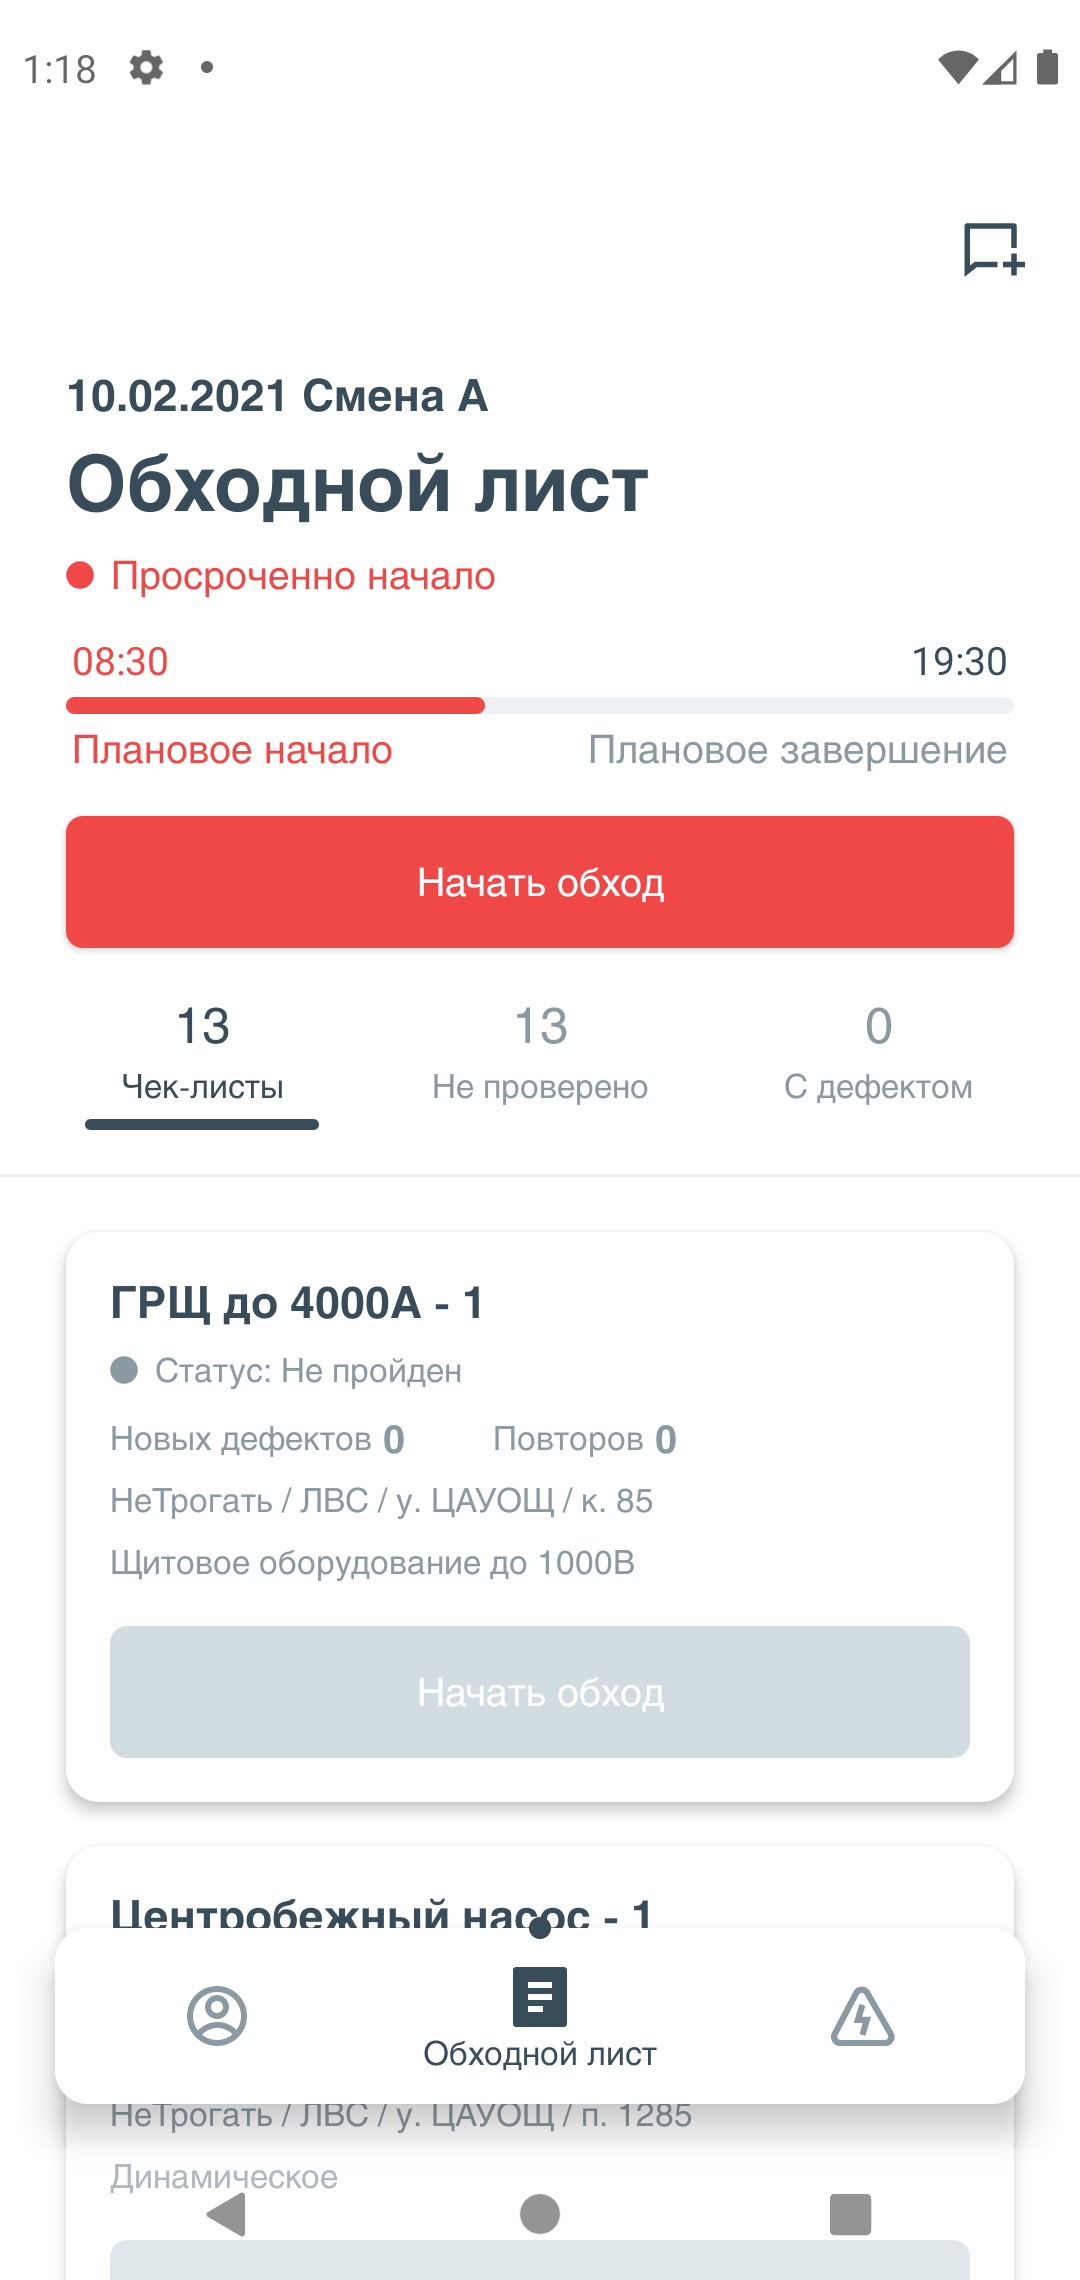 1:18
10.02.2021 Смена А
Обходной лист
Просроченно начало
08:30 19:30
Плановое начало Плановое завершение
Начать обход
13 13 0
Чек-листы Не проверено С дефектом
ГРЩ до 4000А - 1
Статус: Не пройден
Новых дефектов 0 Повторов 0
НеТрогать / ЛВС / у. ЦАУОЩ / к. 85
Щитовое оборудование до 1000В
Начать обход
Центробежный насос - 1
Обходной лист
НеТрогать / ЛВС / у. ЦАУОЩ / п. 1285
Динамическое